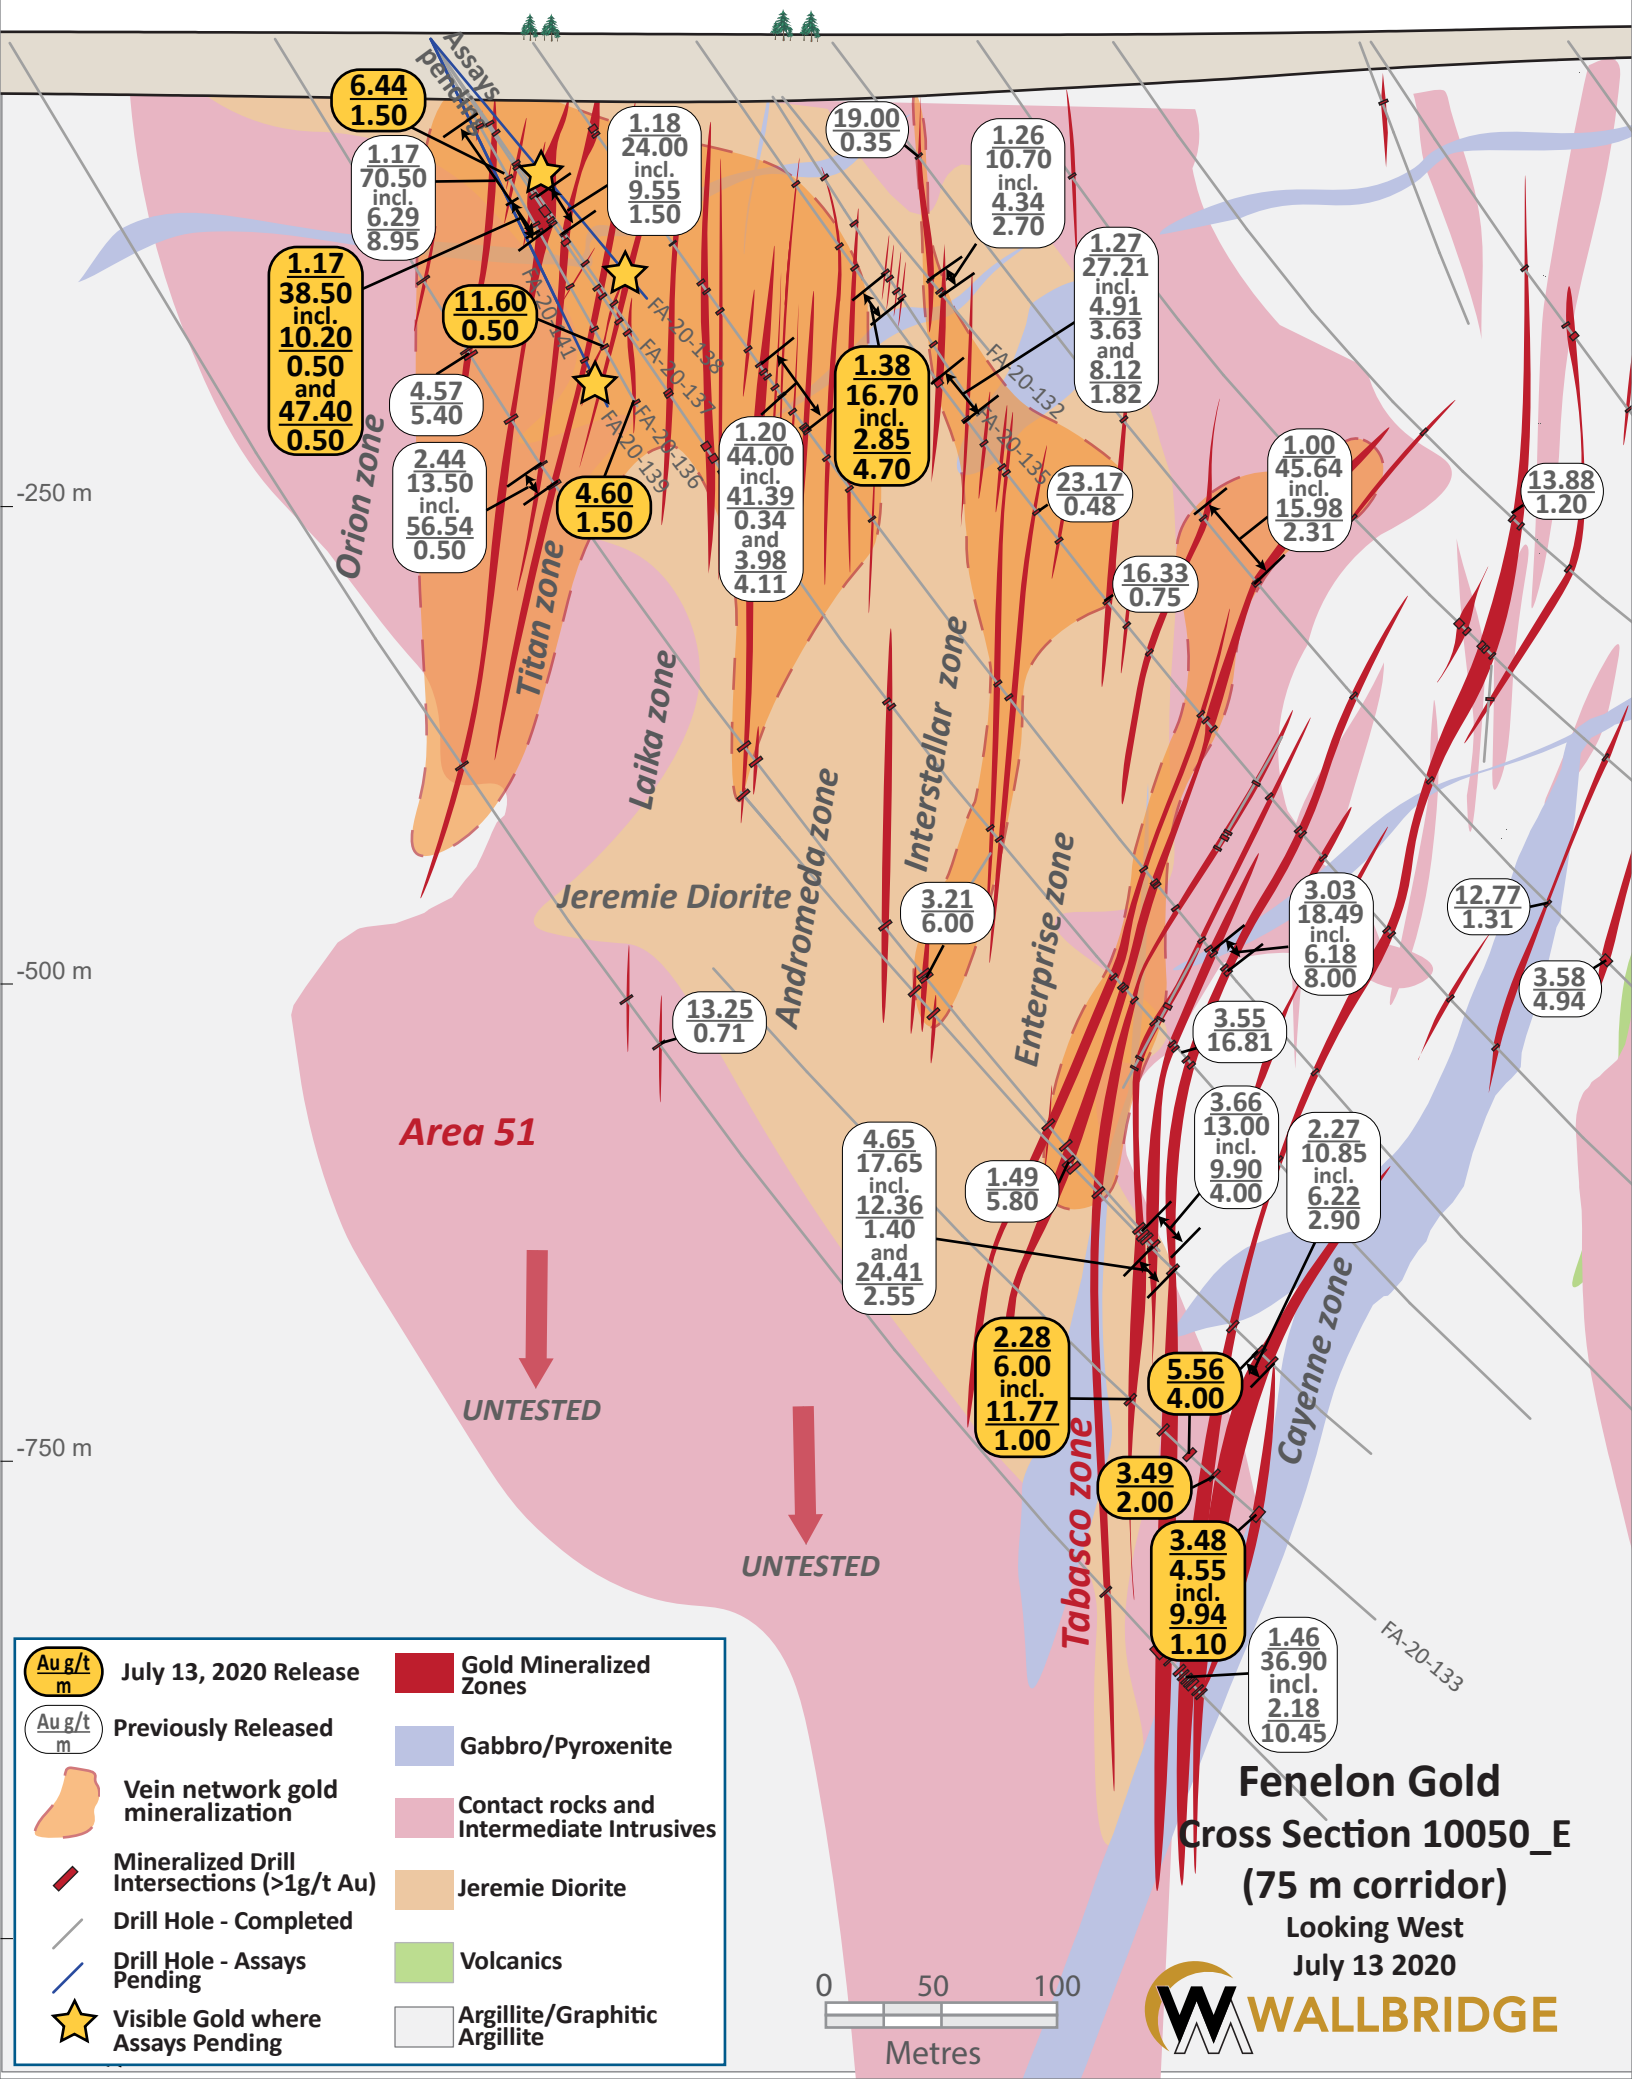 Assays
pending
6.44
1.50
1.17
70.50
incl.
6.29
8.95
1.18
24.00
incl.
9.55
1.50
19.00
0.35
1.26
10.70
incl.
4.34
2.70
1.27
27.21
incl.
4.91
3.63
and
8.12
1.82
1.17
38.50
incl.
10.20
0.50
and
47.40
0.50
11.60
0.50
FA-20-141
FA-20-138
FA-20-137
FA-20-136
FA-20-139
FA-20-132
FA-20-135
4.57
5.40
1.38
16.70
incl.
2.85
4.70
2.44
13.50
incl.
56.54
0.50
4.60
1.50
1.20
44.00
incl.
41.39
0.34
and
3.98
4.11
23.17
0.48
1.00
45.64
incl.
15.98
2.31
13.88
1.20
16.33
0.75
-250 m
Orion zone
Titan zone
Laika zone
Andromeda zone
Interstellar zone
Enterprise zone
Jeremie Diorite
3.21
6.00
3.03
18.49
incl.
6.18
8.00
12.77
1.31
3.58
4.94
-500 m
13.25
0.71
3.55
16.81
Area 51
4.65
17.65
incl.
12.36
1.40
and
24.41
2.55
1.49
5.80
3.66
13.00
incl.
9.90
4.00
2.27
10.85
incl.
6.22
2.90
UNTESTED
UNTESTED
-750 m
2.28
6.00
incl.
11.77
1.00
5.56
4.00
3.49
2.00
3.48
4.55
incl.
9.94
1.10
1.46
36.90
incl.
2.18
10.45
Tabasco zone
Cayenne zone
FA-20-133
Au g/t
m
July 13, 2020 Release
Au g/t
m
Previously Released
Vein network gold
mineralization
Mineralized Drill
Intersections (>1g/t Au)
Drill Hole - Completed
Drill Hole - Assays
Pending
Visible Gold where
Assays Pending
Gold Mineralized
Zones
Gabbro/Pyroxenite
Contact rocks and
Intermediate Intrusives
Jeremie Diorite
Volcanics
Argillite/Graphitic
Argillite
0 50 100
Metres
Fenelon Gold
Cross Section 10050_E
(75 m corridor)
Looking West
July 13 2020
WALLBRIDGE